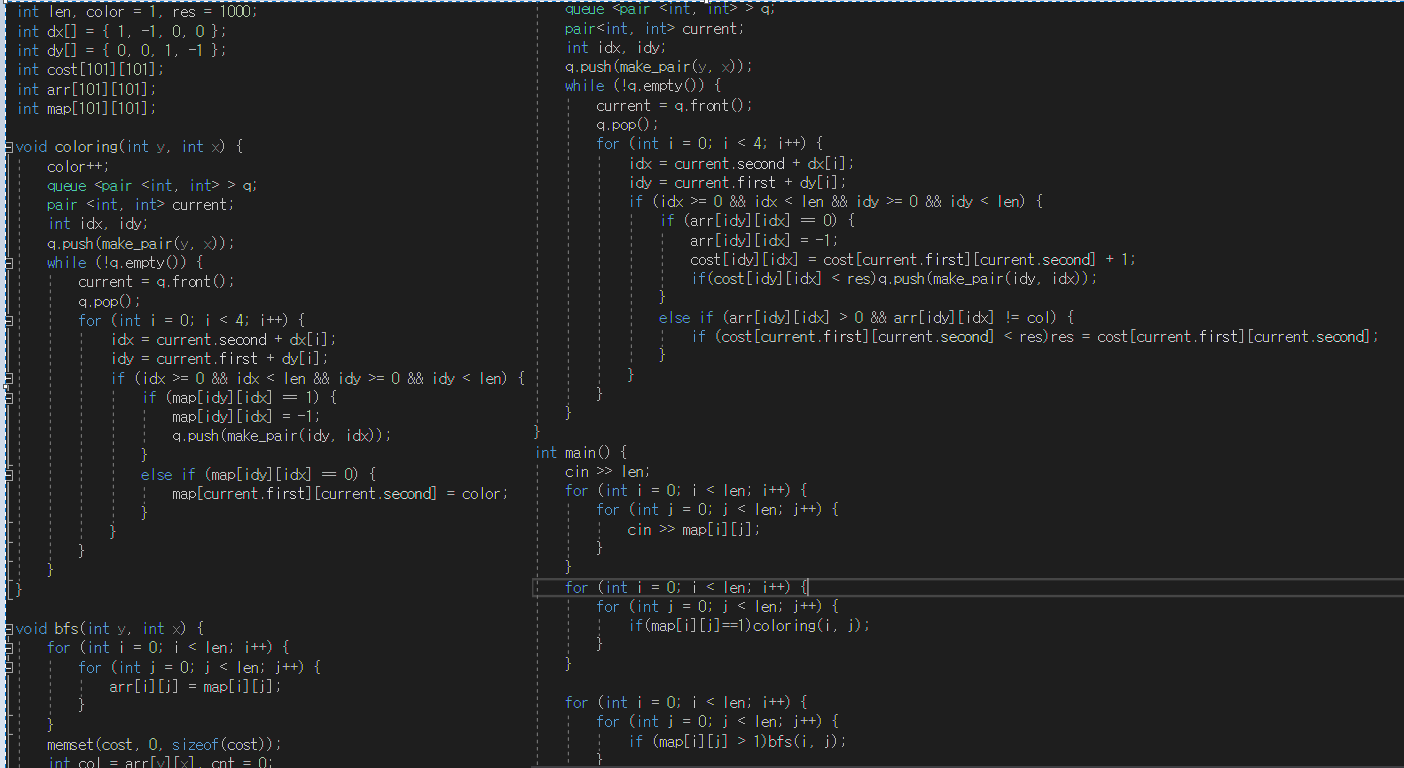 int len, color = 1, res = 1000;
int dx[] = { 1, -1, 0, 0 };
int dy[] = { 0, 0, 1, -1 };
int cost[101][101];
int arr[101][101];
int map[101][101];
void coloring(int y, int x) {
color++;
queue <pair <int, int> > q;
pair <int, int> current;
int idx, idy;
q.push(make_pair(y, x));
while (!q.empty()) {
current = q.front();
q.pop();
for (int i = 0; i < 4; i++) {
idx = current.second + dx[i];
idy = current.first + dy[i];
if (idx >= 0 && idx < len && idy >= 0 && idy < len) {
if (map[idy][idx] == 1) {
map[idy][idx] = -1;
q.push(make_pair(idy, idx));
}
else if (map[idy][idx] == 0) {
map[current.first][current.second] = color;
}
}
}
}
}
void bfs(int y, int x) {
for (int i = 0; i < len; i++) {
for (int j = 0; j < len; j++) {
arr[i][j] = map[i][j];
}
}
memset(cost, 0, sizeof(cost));
int col = arr[y][x], cnt = 0;
queue <pair <int, int> > q;
pair<int, int> current;
int idx, idy;
q.push(make_pair(y, x));
while (!q.empty()) {
current = q.front();
q.pop();
for (int i = 0; i < 4; i++) {
idx = current.second + dx[i];
idy = current.first + dy[i];
if (idx >= 0 && idx < len && idy >= 0 && idy < len) {
if (arr[idy][idx] == 0) {
arr[idy][idx] = -1;
cost[idy][idx] = cost[current.first][current.second] + 1;
if(cost[idy][idx] < res)q.push(make_pair(idy, idx));
}
else if (arr[idy][idx] > 0 && arr[idy][idx] != col) {
if (cost[current.first][current.second] < res)res = cost[current.first][current.second];
}
}
}
}
}
int main() {
cin >> len;
for (int i = 0; i < len; i++) {
for (int j = 0; j < len; j++) {
cin >> map[i][j];
}
}
for (int i = 0; i < len; i++) {
for (int j = 0; j < len; j++) {
if(map[i][j]==1)coloring(i, j);
}
}
for (int i = 0; i < len; i++) {
for (int j = 0; j < len; j++) {
if (map[i][j] > 1)bfs(i, j);
}